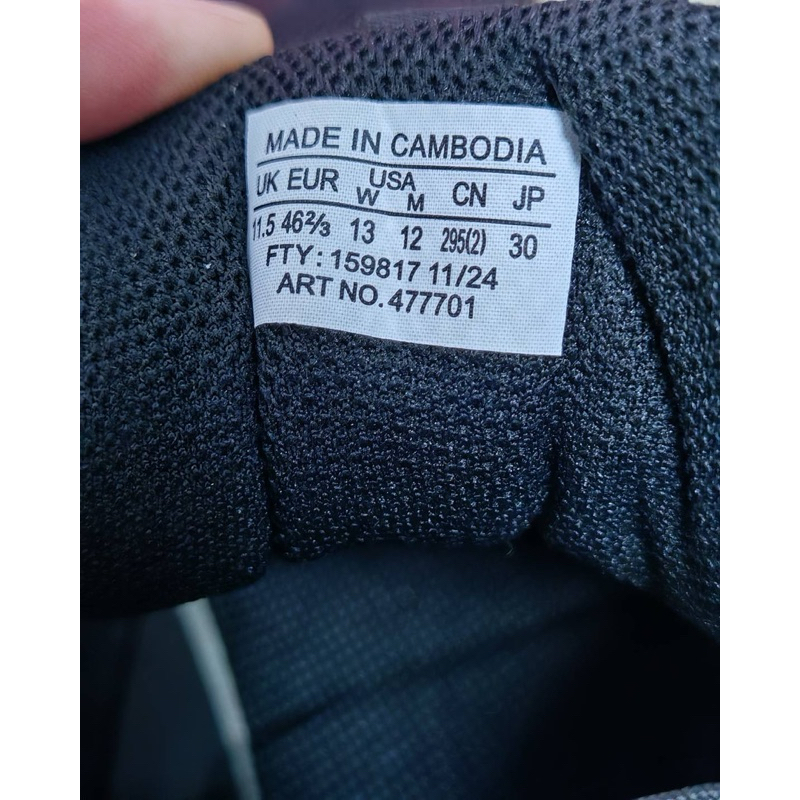 MADE IN CAMBODIA
UK EUR USA CN JP
W M
11.5 46⅔ 13 12 295(2) 30
FTY: 159817 11/24
ART NO. 477701